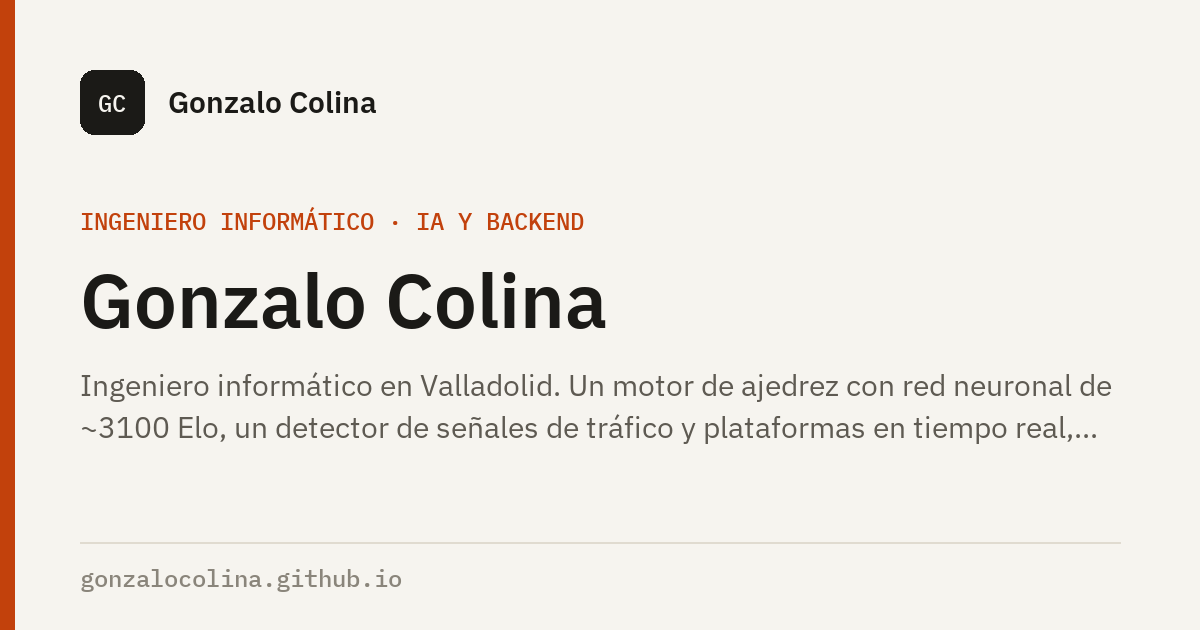 GC
Gonzalo Colina
INGENIERO INFORMÁTICO · IA Y BACKEND
Gonzalo Colina
Ingeniero informático en Valladolid. Un motor de ajedrez con red neuronal de
~3100 Elo, un detector de señales de tráfico y plataformas en tiempo real,...
gonzalocolina.github.io